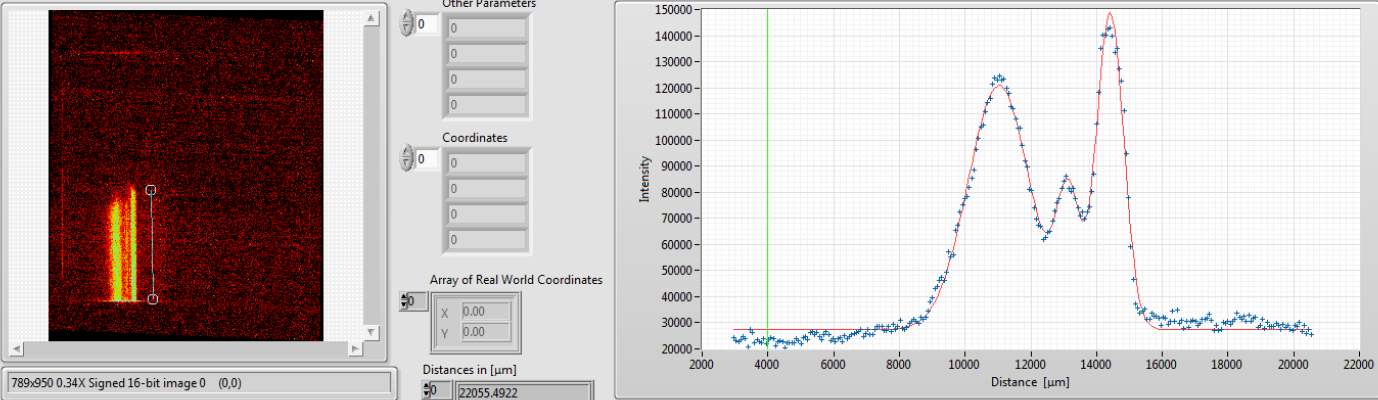 Other Parameters
0
0
0
0
0
Coordinates
0
0
0
0
0
Array of Real World Coordinates
0
X 0.00
Y 0.00
Distances in [µm]
0
22055.4922
789x950 0.34X Signed 16-bit image 0 (0,0)
150000
140000
130000
120000
110000
100000
90000
80000
70000
60000
50000
40000
30000
20000
Intensity
2000 4000 6000 8000 10000 12000 14000 16000 18000 20000 22000
Distance [µm]